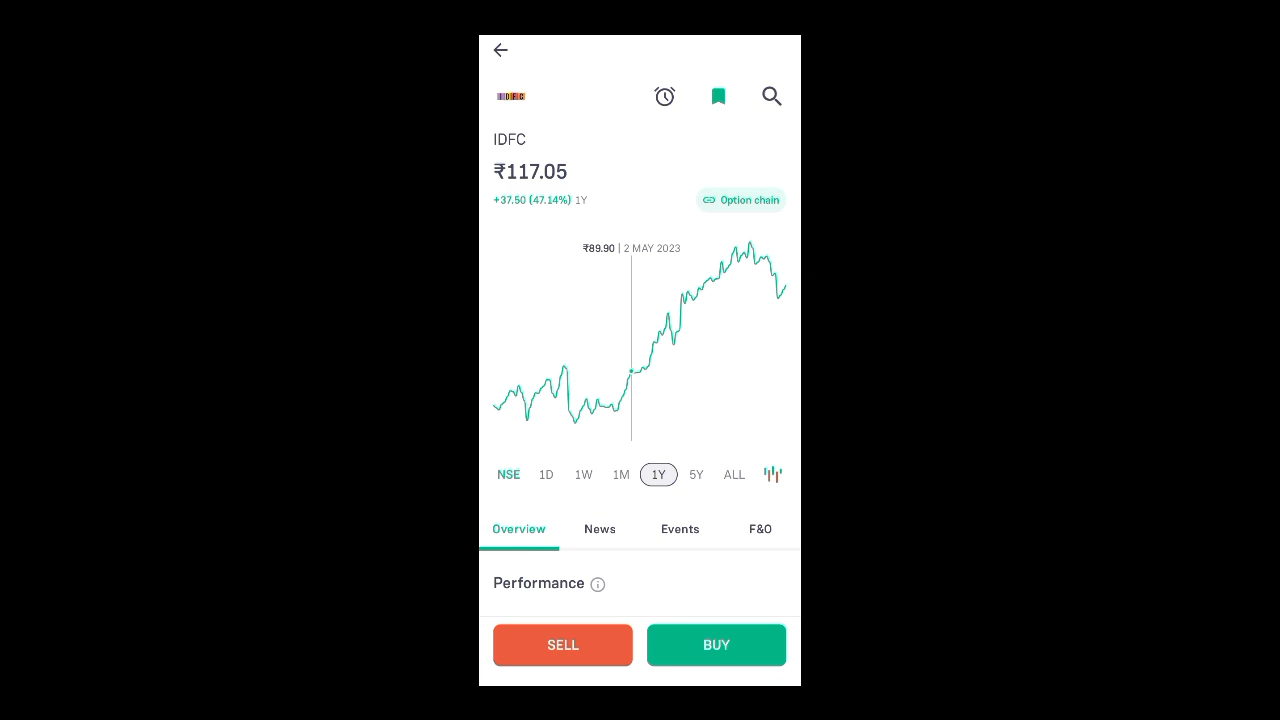 IDFC
IDFC
₹117.05
+37.50 (47.14%) 1Y
Option chain
₹89.90 | 2 MAY 2023
NSE 1D 1W 1M 1Y 5Y ALL
Overview News Events F&O
Performance
SELL BUY